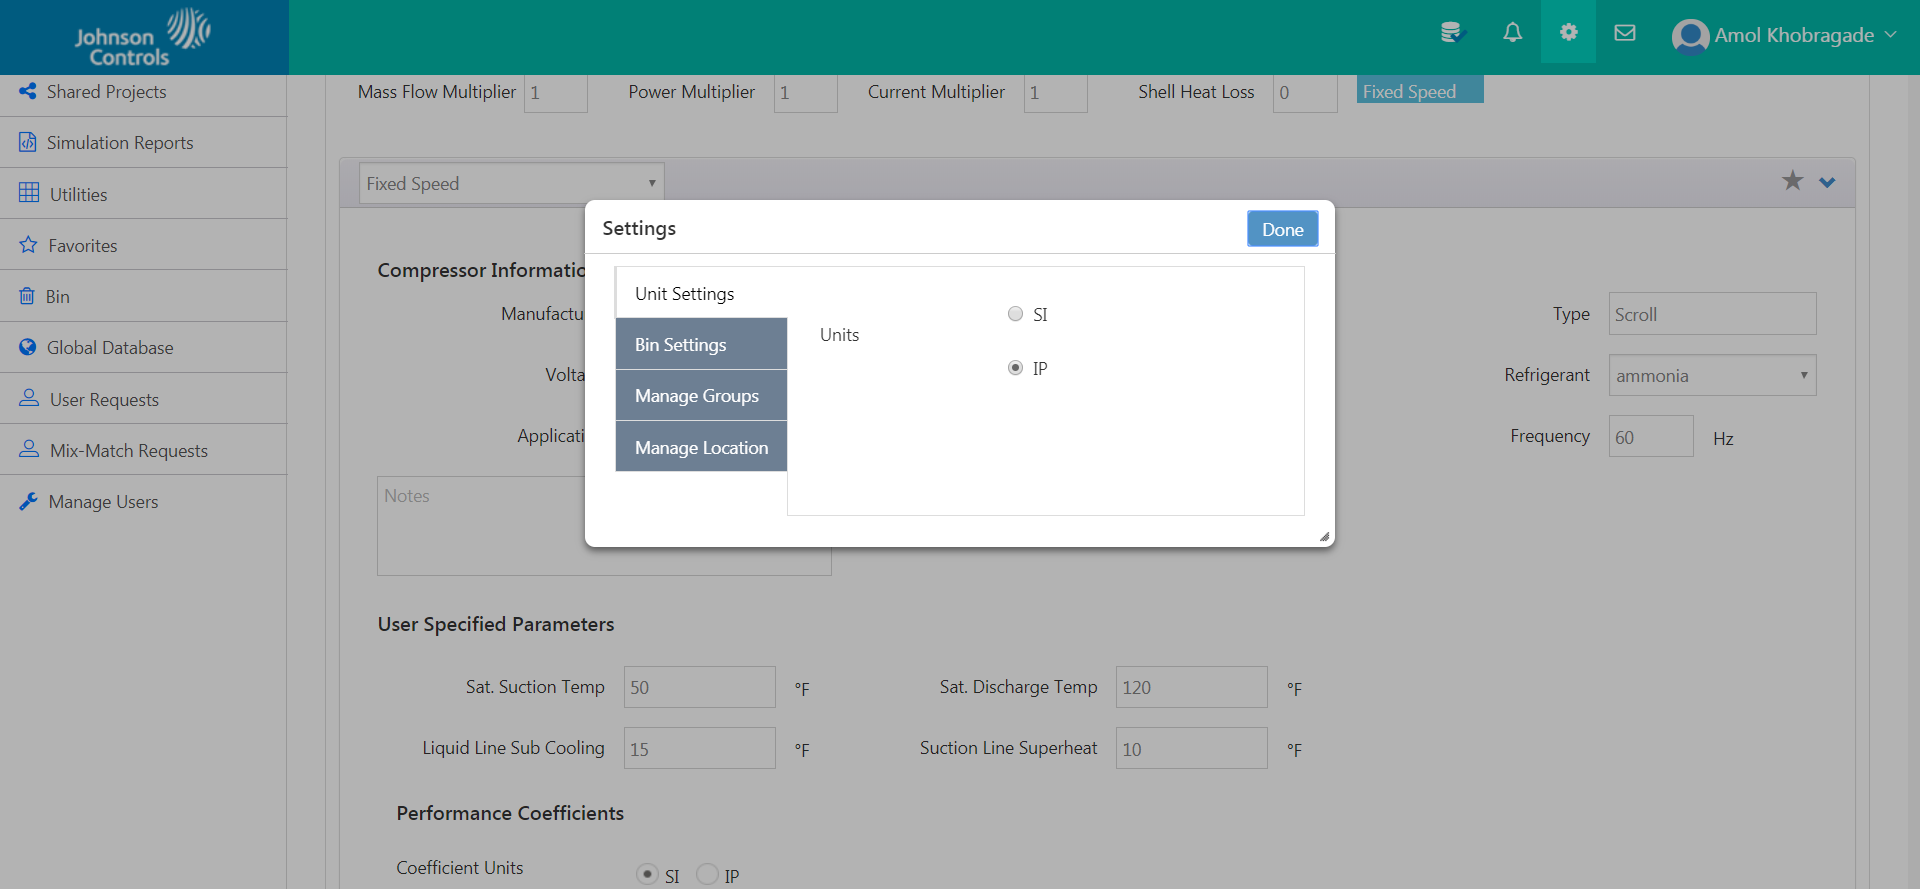 Johnson
Controls
Amol Khobragade
Shared Projects
Simulation Reports
Utilities
Favorites
Bin
Global Database
User Requests
Mix-Match Requests
Manage Users
Mass Flow Multiplier 1 Power Multiplier 1 Current Multiplier 1 Shell Heat Loss 0 Fixed Speed
Fixed Speed
Settings Done
Unit Settings
Bin Settings
Manage Groups
Manage Location
Units
SI
IP
Compressor Informatio
Manufactu
Type Scroll
Volta
Refrigerant ammonia
Applicati
Frequency 60 Hz
Notes
User Specified Parameters
Sat. Suction Temp 50 °F Sat. Discharge Temp 120 °F
Liquid Line Sub Cooling 15 °F Suction Line Superheat 10 °F
Performance Coefficients
Coefficient Units SI IP